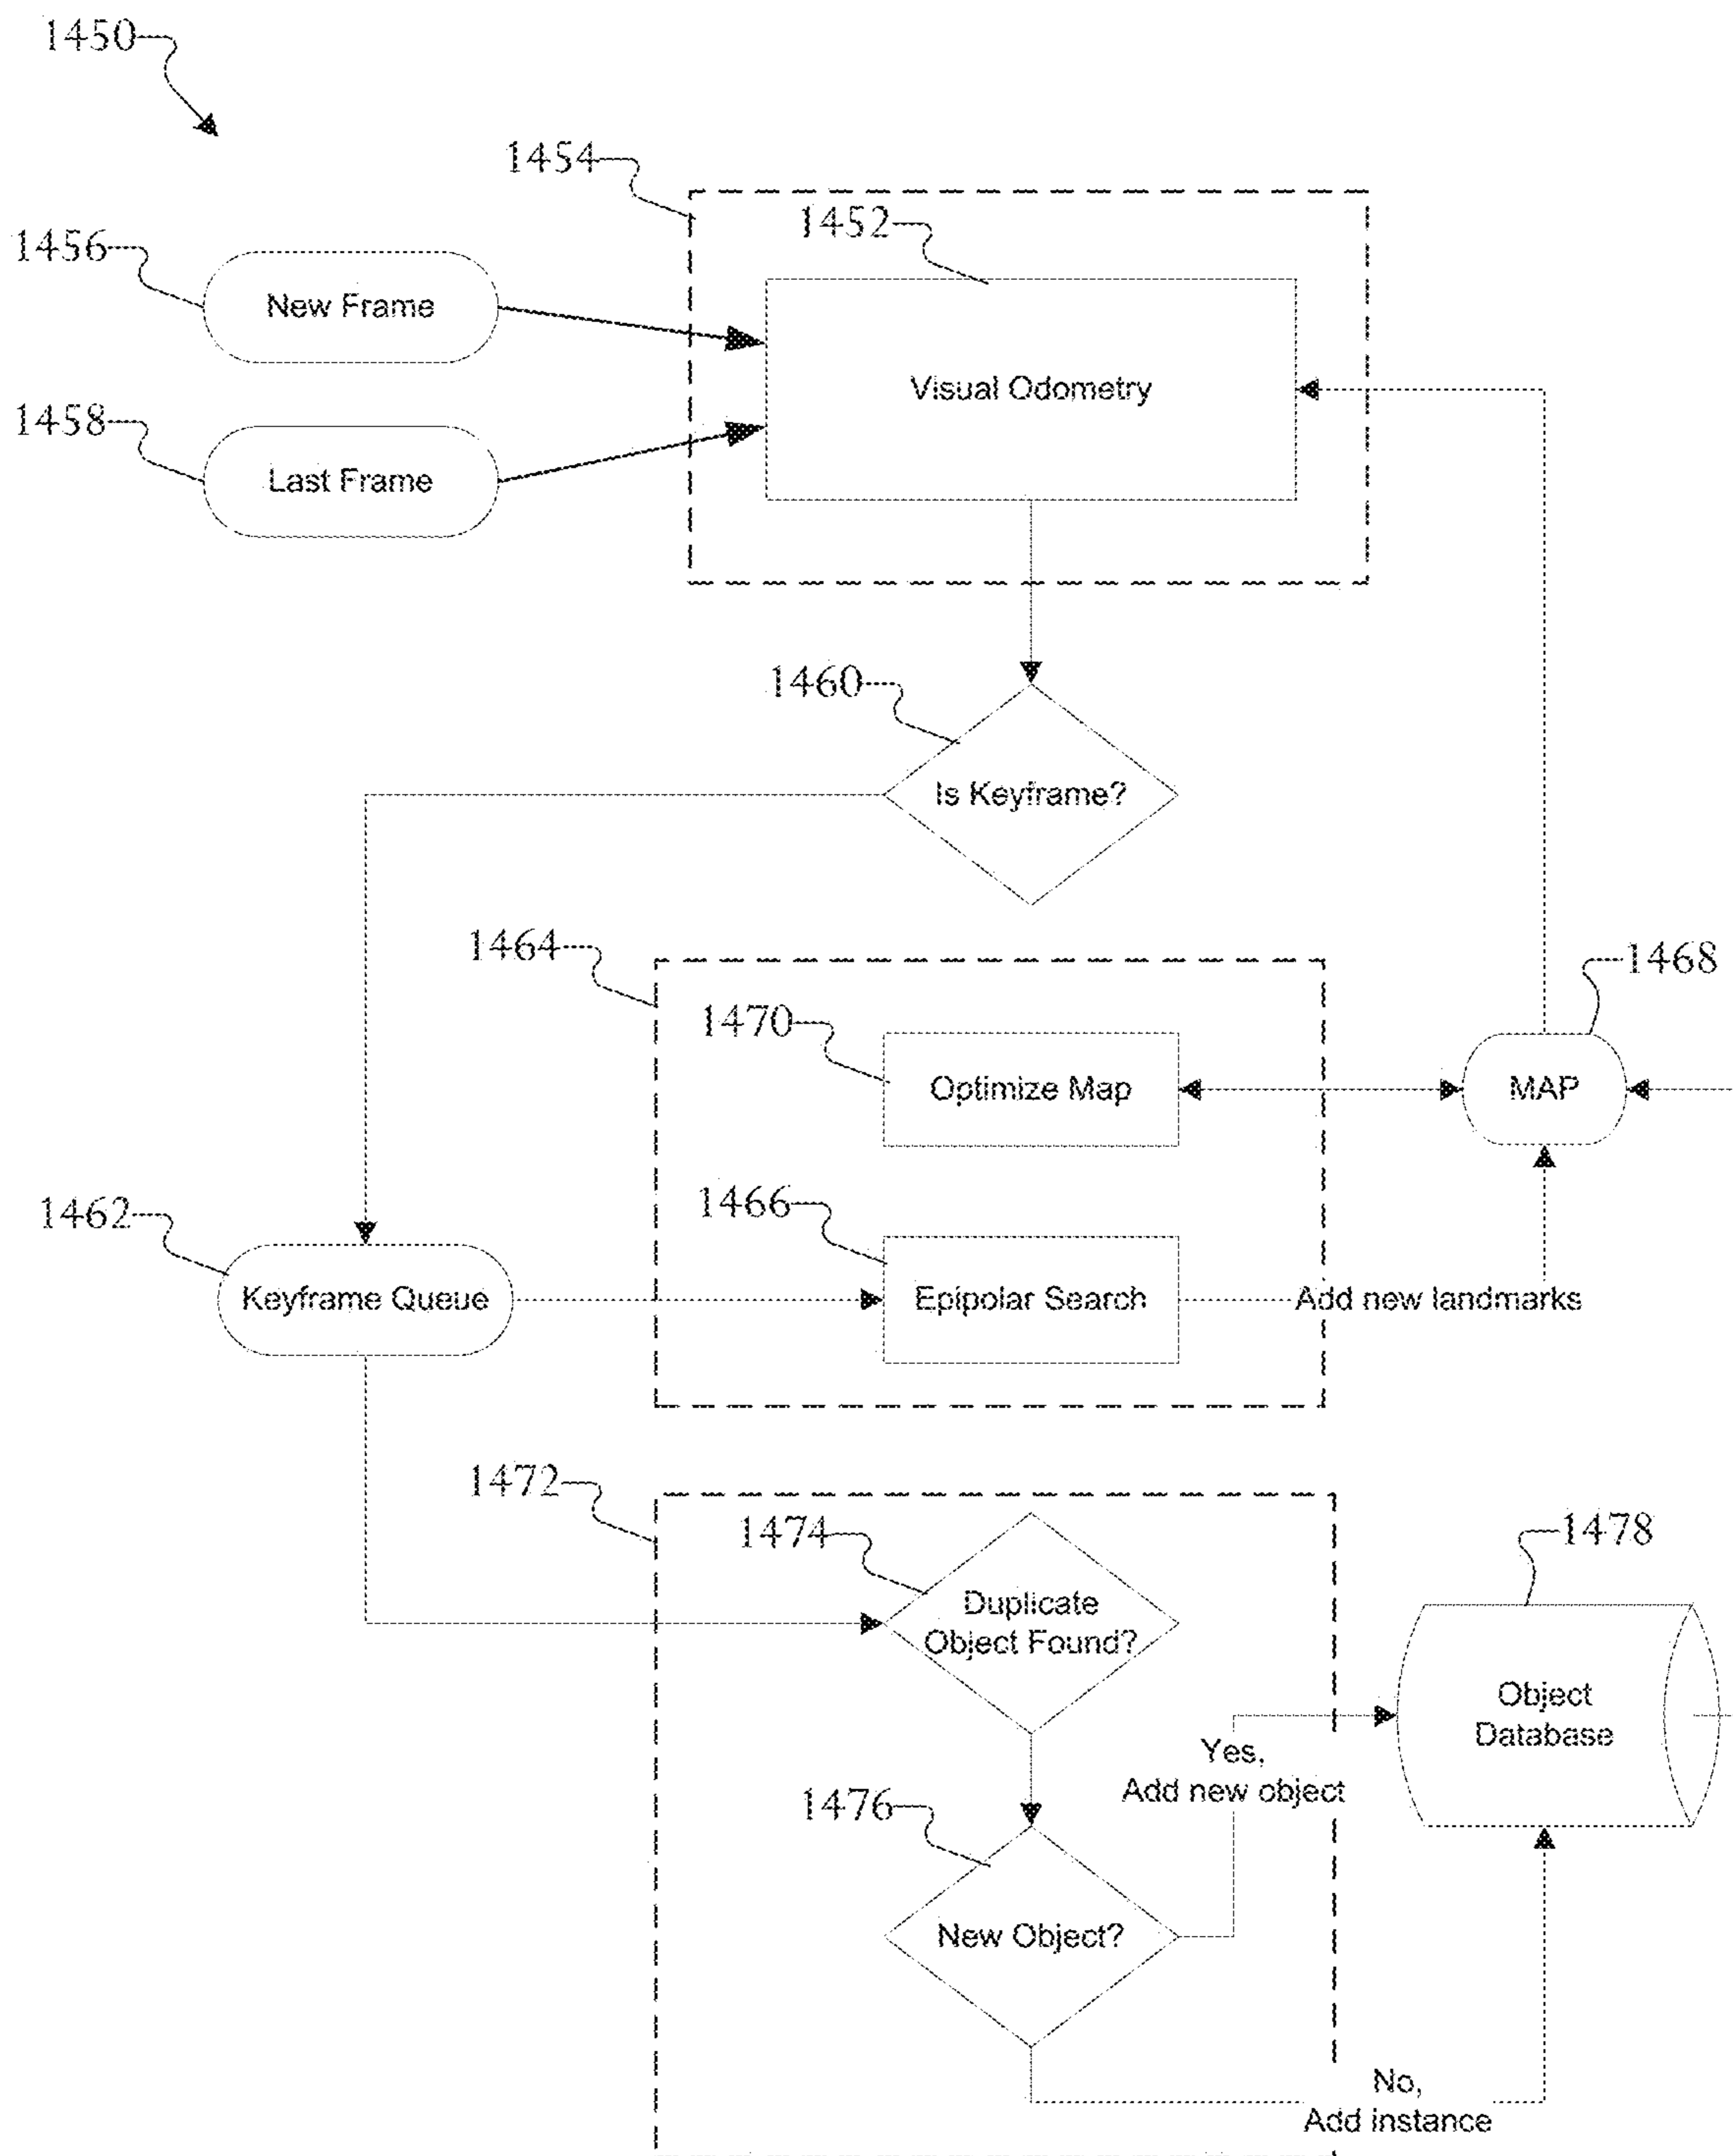 1450
1454
1452
1456
New Frame
Visual Odometry
1458
Last Frame
1460
Is Keyframe?
1464
1468
1470
Optimize Map
MAP
1466
1462
Keyframe Queue
Epipolar Search
Add new landmarks
1472
1474
1478
Duplicate
Object Found?
Object
Database
Yes,
Add new object
1476
New Object?
No,
Add instance